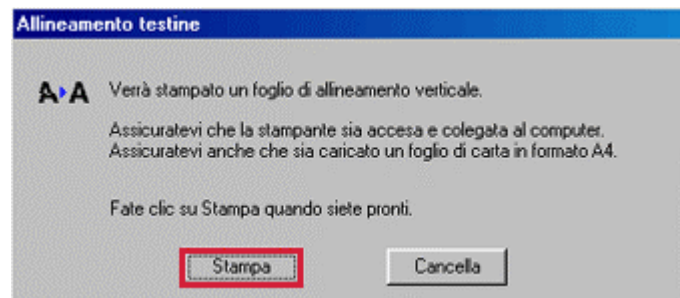 Allineamento testine
A A Verrà stampato un foglio di allineamento verticale.
Assicuratevi che la stampante sia accesa e colegata al computer.
Assicuratevi anche che sia caricato un foglio di carta in formato A4.
Fate clic su Stampa quando siete pronti.
Stampa Cancella